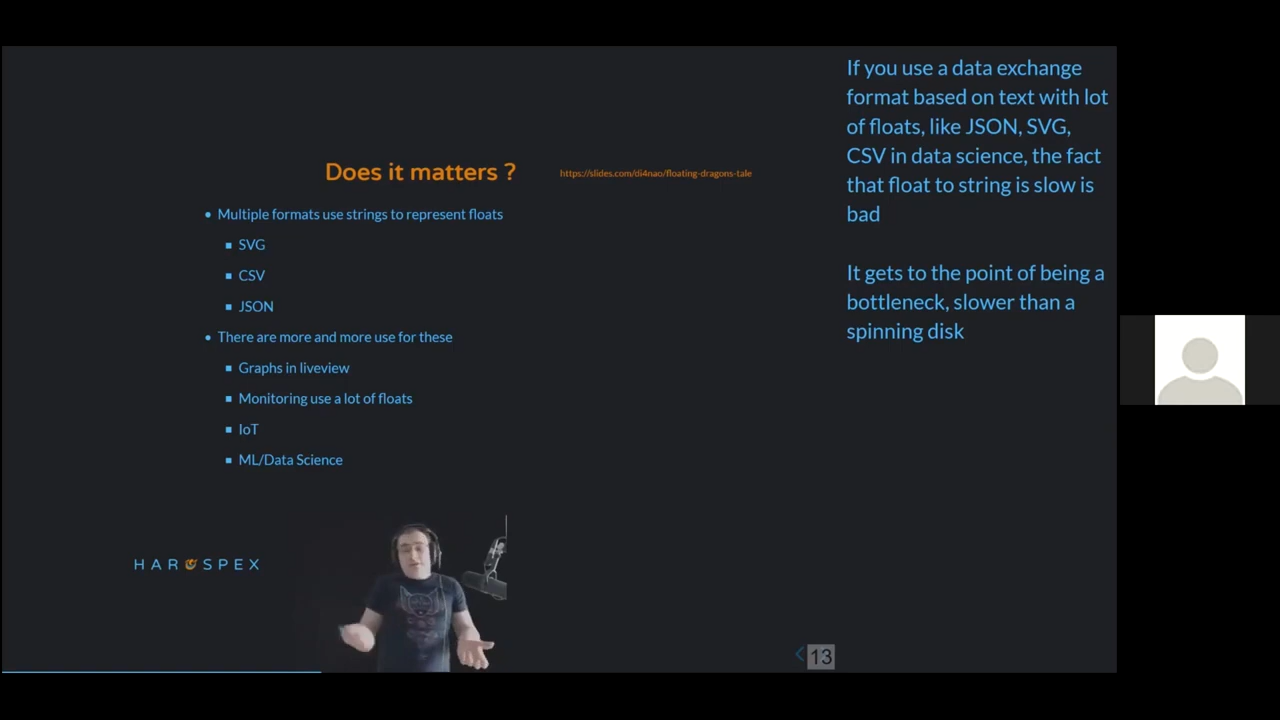 Does it matters ?
https://slides.com/di4nao/floating-dragons-tale
Multiple formats use strings to represent floats
SVG
CSV
JSON
There are more and more use for these
Graphs in liveview
Monitoring use a lot of floats
IoT
ML/Data Science
HAROSPEX
13
If you use a data exchange
format based on text with lot
of floats, like JSON, SVG,
CSV in data science, the fact
that float to string is slow is
bad
It gets to the point of being a
bottleneck, slower than a
spinning disk